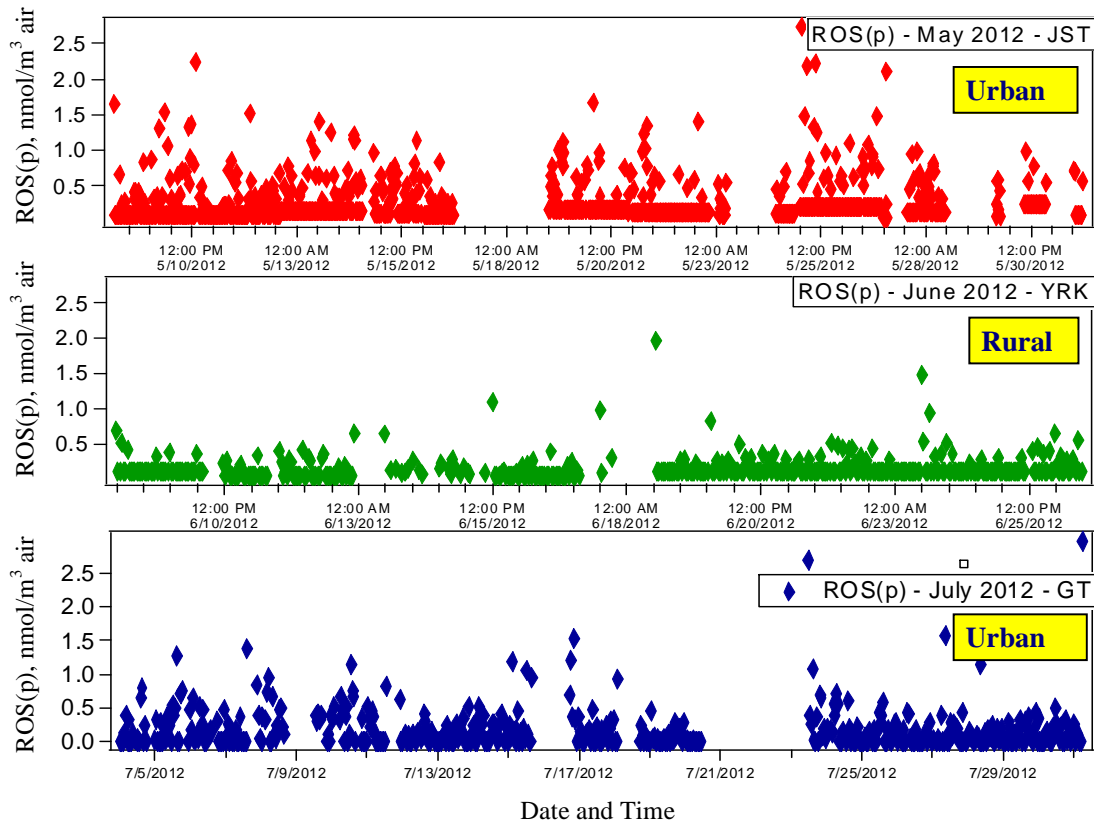 ROS(p), nmol/m³ air
2.5
2.0
1.5
1.0
0.5
ROS(p) - May 2012 - JST
Urban
12:00 PM 12:00 AM 12:00 PM 12:00 AM 12:00 PM 12:00 AM 12:00 PM 12:00 AM 12:00 PM
5/10/2012 5/13/2012 5/15/2012 5/18/2012 5/20/2012 5/23/2012 5/25/2012 5/28/2012 5/30/2012
ROS(p), nmol/m³ air
2.5
2.0
1.5
1.0
0.5
ROS(p) - June 2012 - YRK
Rural
12:00 PM 12:00 AM 12:00 PM 12:00 AM 12:00 PM 12:00 AM 12:00 PM
6/10/2012 6/13/2012 6/15/2012 6/18/2012 6/20/2012 6/23/2012 6/25/2012
ROS(p), nmol/m³ air
2.5
2.0
1.5
1.0
0.5
0.0
ROS(p) - July 2012 - GT
Urban
7/5/2012 7/9/2012 7/13/2012 7/17/2012 7/21/2012 7/25/2012 7/29/2012
Date and Time